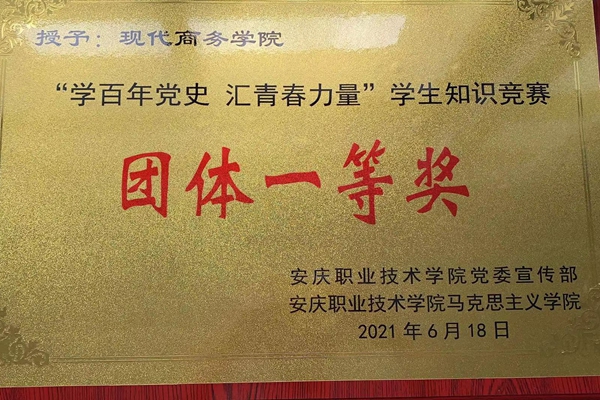 授予：现代商务学院
“学百年党史 汇青春力量”学生知识竞赛
团体一等奖
安庆职业技术学院党委宣传部
安庆职业技术学院马克思主义学院
2021年6月18日